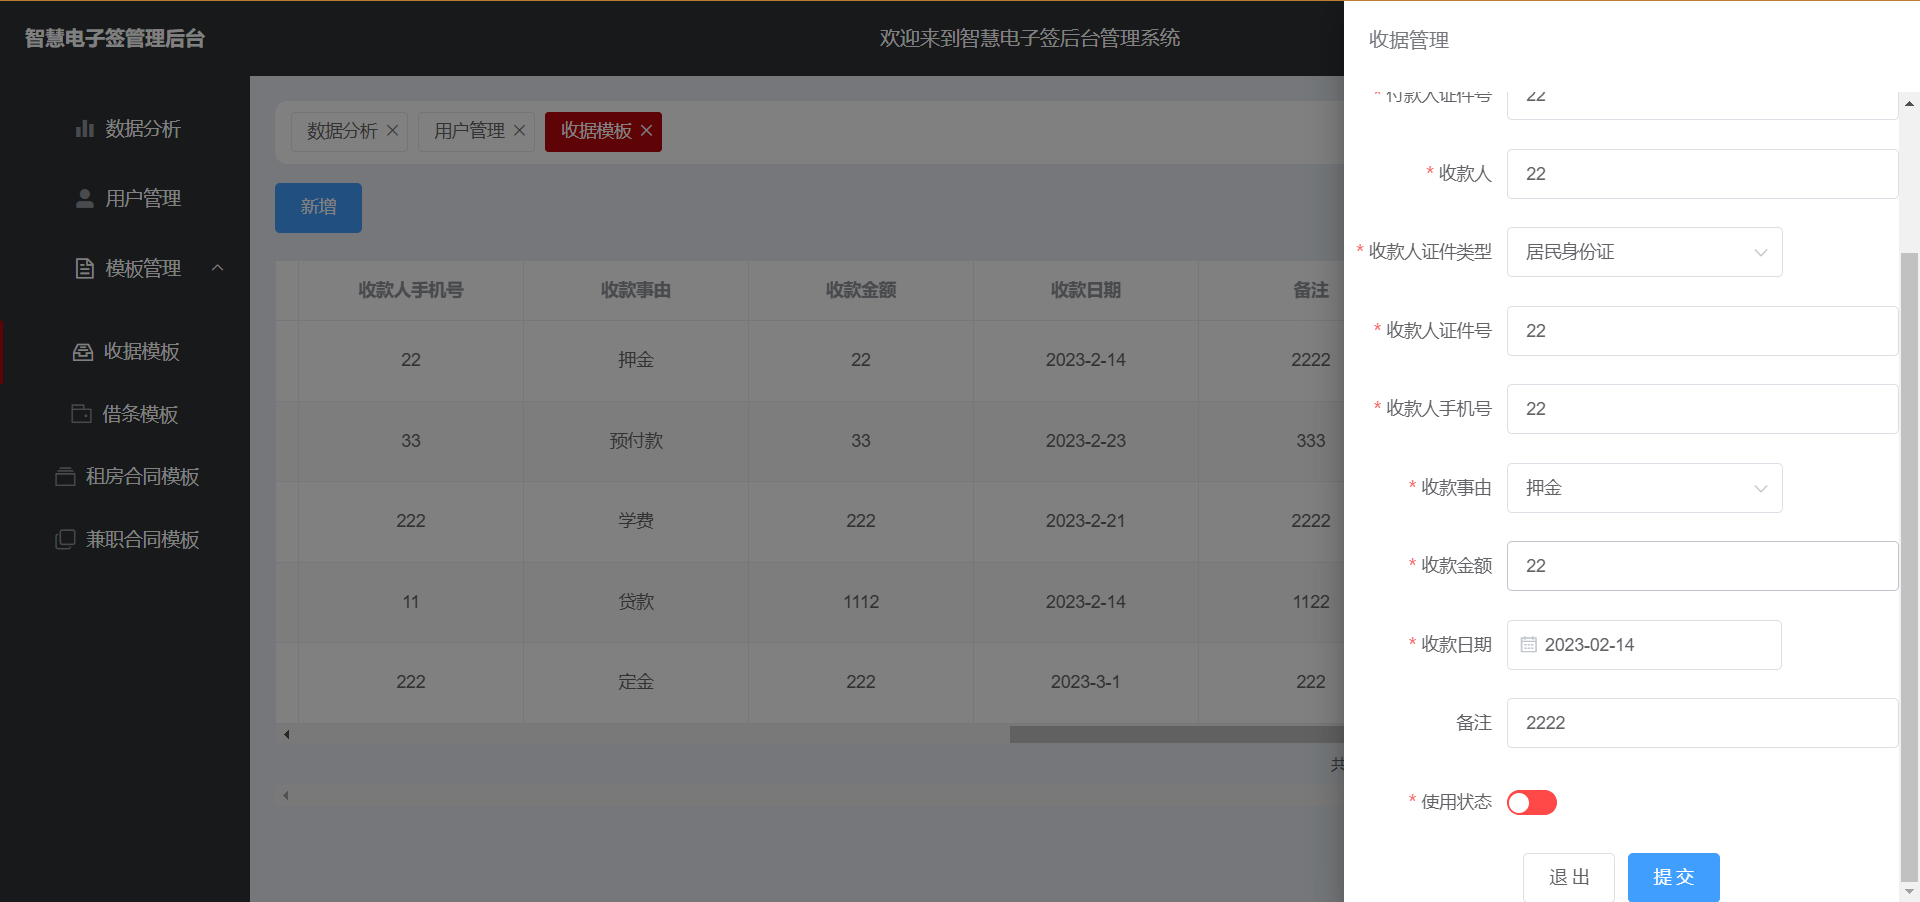 智慧电子签管理后台
欢迎来到智慧电子签后台管理系统
数据分析
用户管理
模板管理
收据模板
借条模板
租房合同模板
兼职合同模板
数据分析 用户管理 收据模板
新增
收款人手机号 收款事由 收款金额 收款日期 备注
22 押金 22 2023-2-14 2222
33 预付款 33 2023-2-23 333
222 学费 222 2023-2-21 2222
11 贷款 1112 2023-2-14 1122
222 定金 222 2023-3-1 222
共
收据管理
* 付款人证件号 22
* 收款人 22
* 收款人证件类型 居民身份证
* 收款人证件号 22
* 收款人手机号 22
* 收款事由 押金
* 收款金额 22
* 收款日期 2023-02-14
备注 2222
* 使用状态
退出 提交